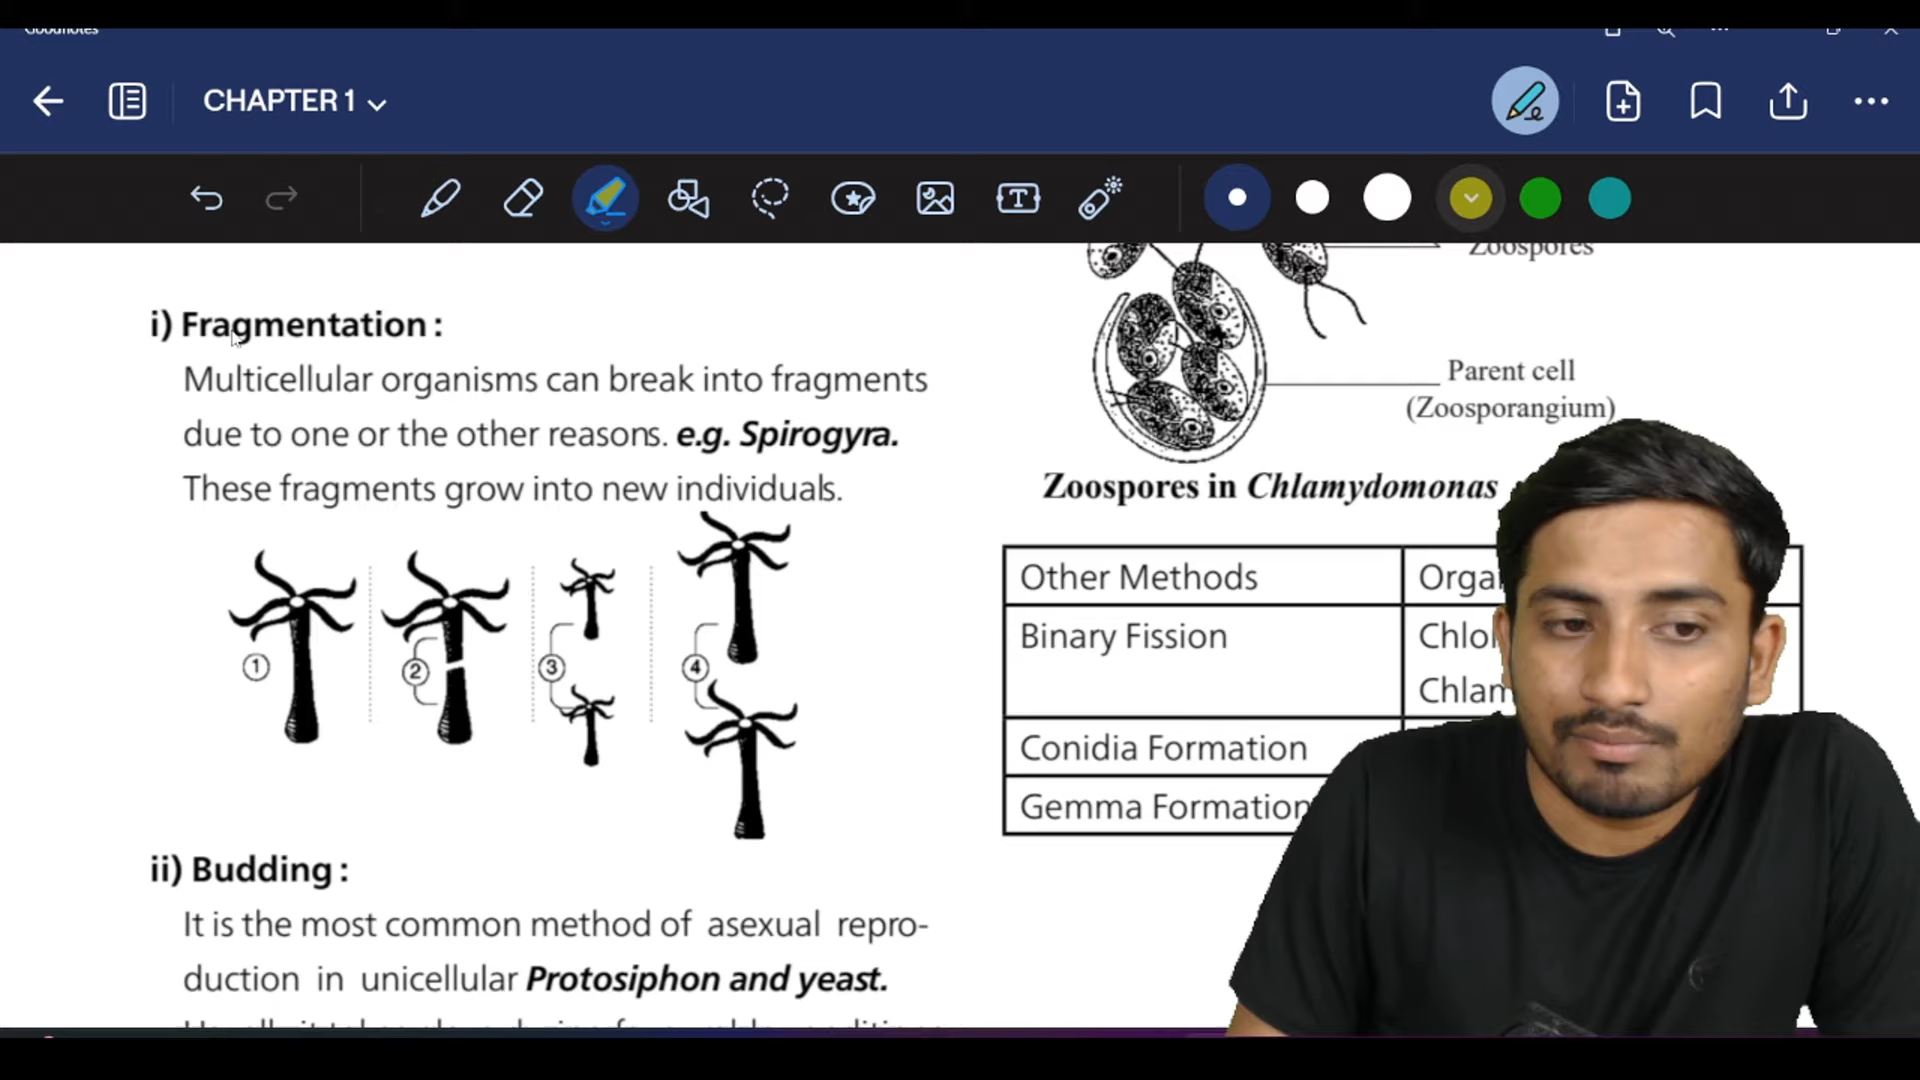 Goodnotes
CHAPTER 1
i) Fragmentation :
Multicellular organisms can break into fragments
due to one or the other reasons. e.g. Spirogyra.
These fragments grow into new individuals.
1
2
3
4
ii) Budding :
It is the most common method of asexual repro-
duction in unicellular Protosiphon and yeast.
Zoospores
Parent cell
(Zoosporangium)
Zoospores in Chlamydomonas
Other Methods
Binary Fission
Conidia Formation
Gemma Formation